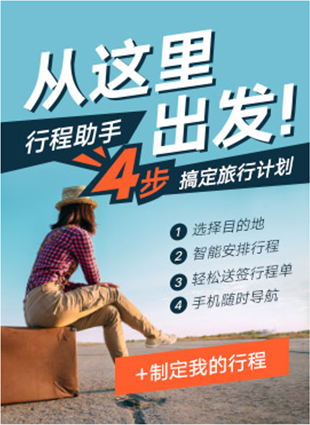 从这里
出发!
行程助手
4步 搞定旅行计划
1 选择目的地
2 智能安排行程
3 轻松送签行程单
4 手机随时导航
+制定我的行程